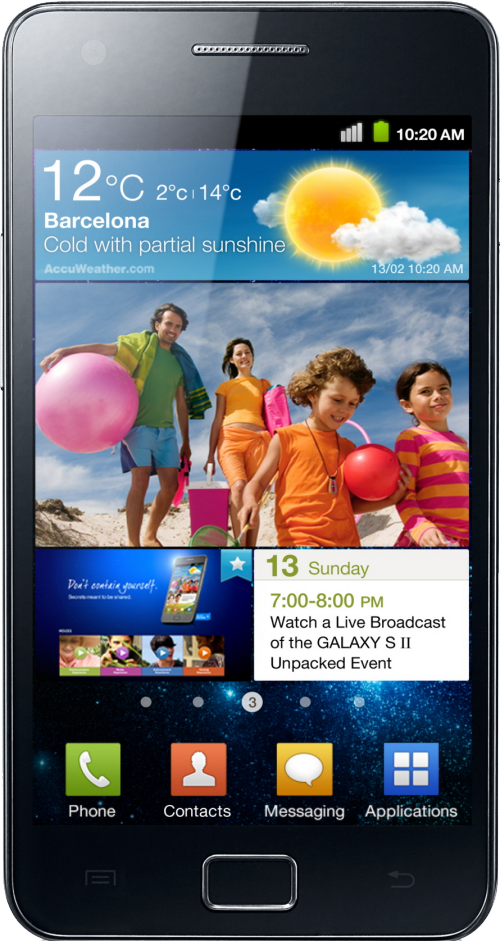 10:20 AM
12°C 2°c | 14°c
Barcelona
Cold with partial sunshine
AccuWeather.com 13/02 10:20 AM
Don't contain yourself.
Secrets meant to be shared.
13 Sunday
7:00-8:00 PM
Watch a Live Broadcast
of the GALAXY S II
Unpacked Event
3
Phone Contacts Messaging Applications